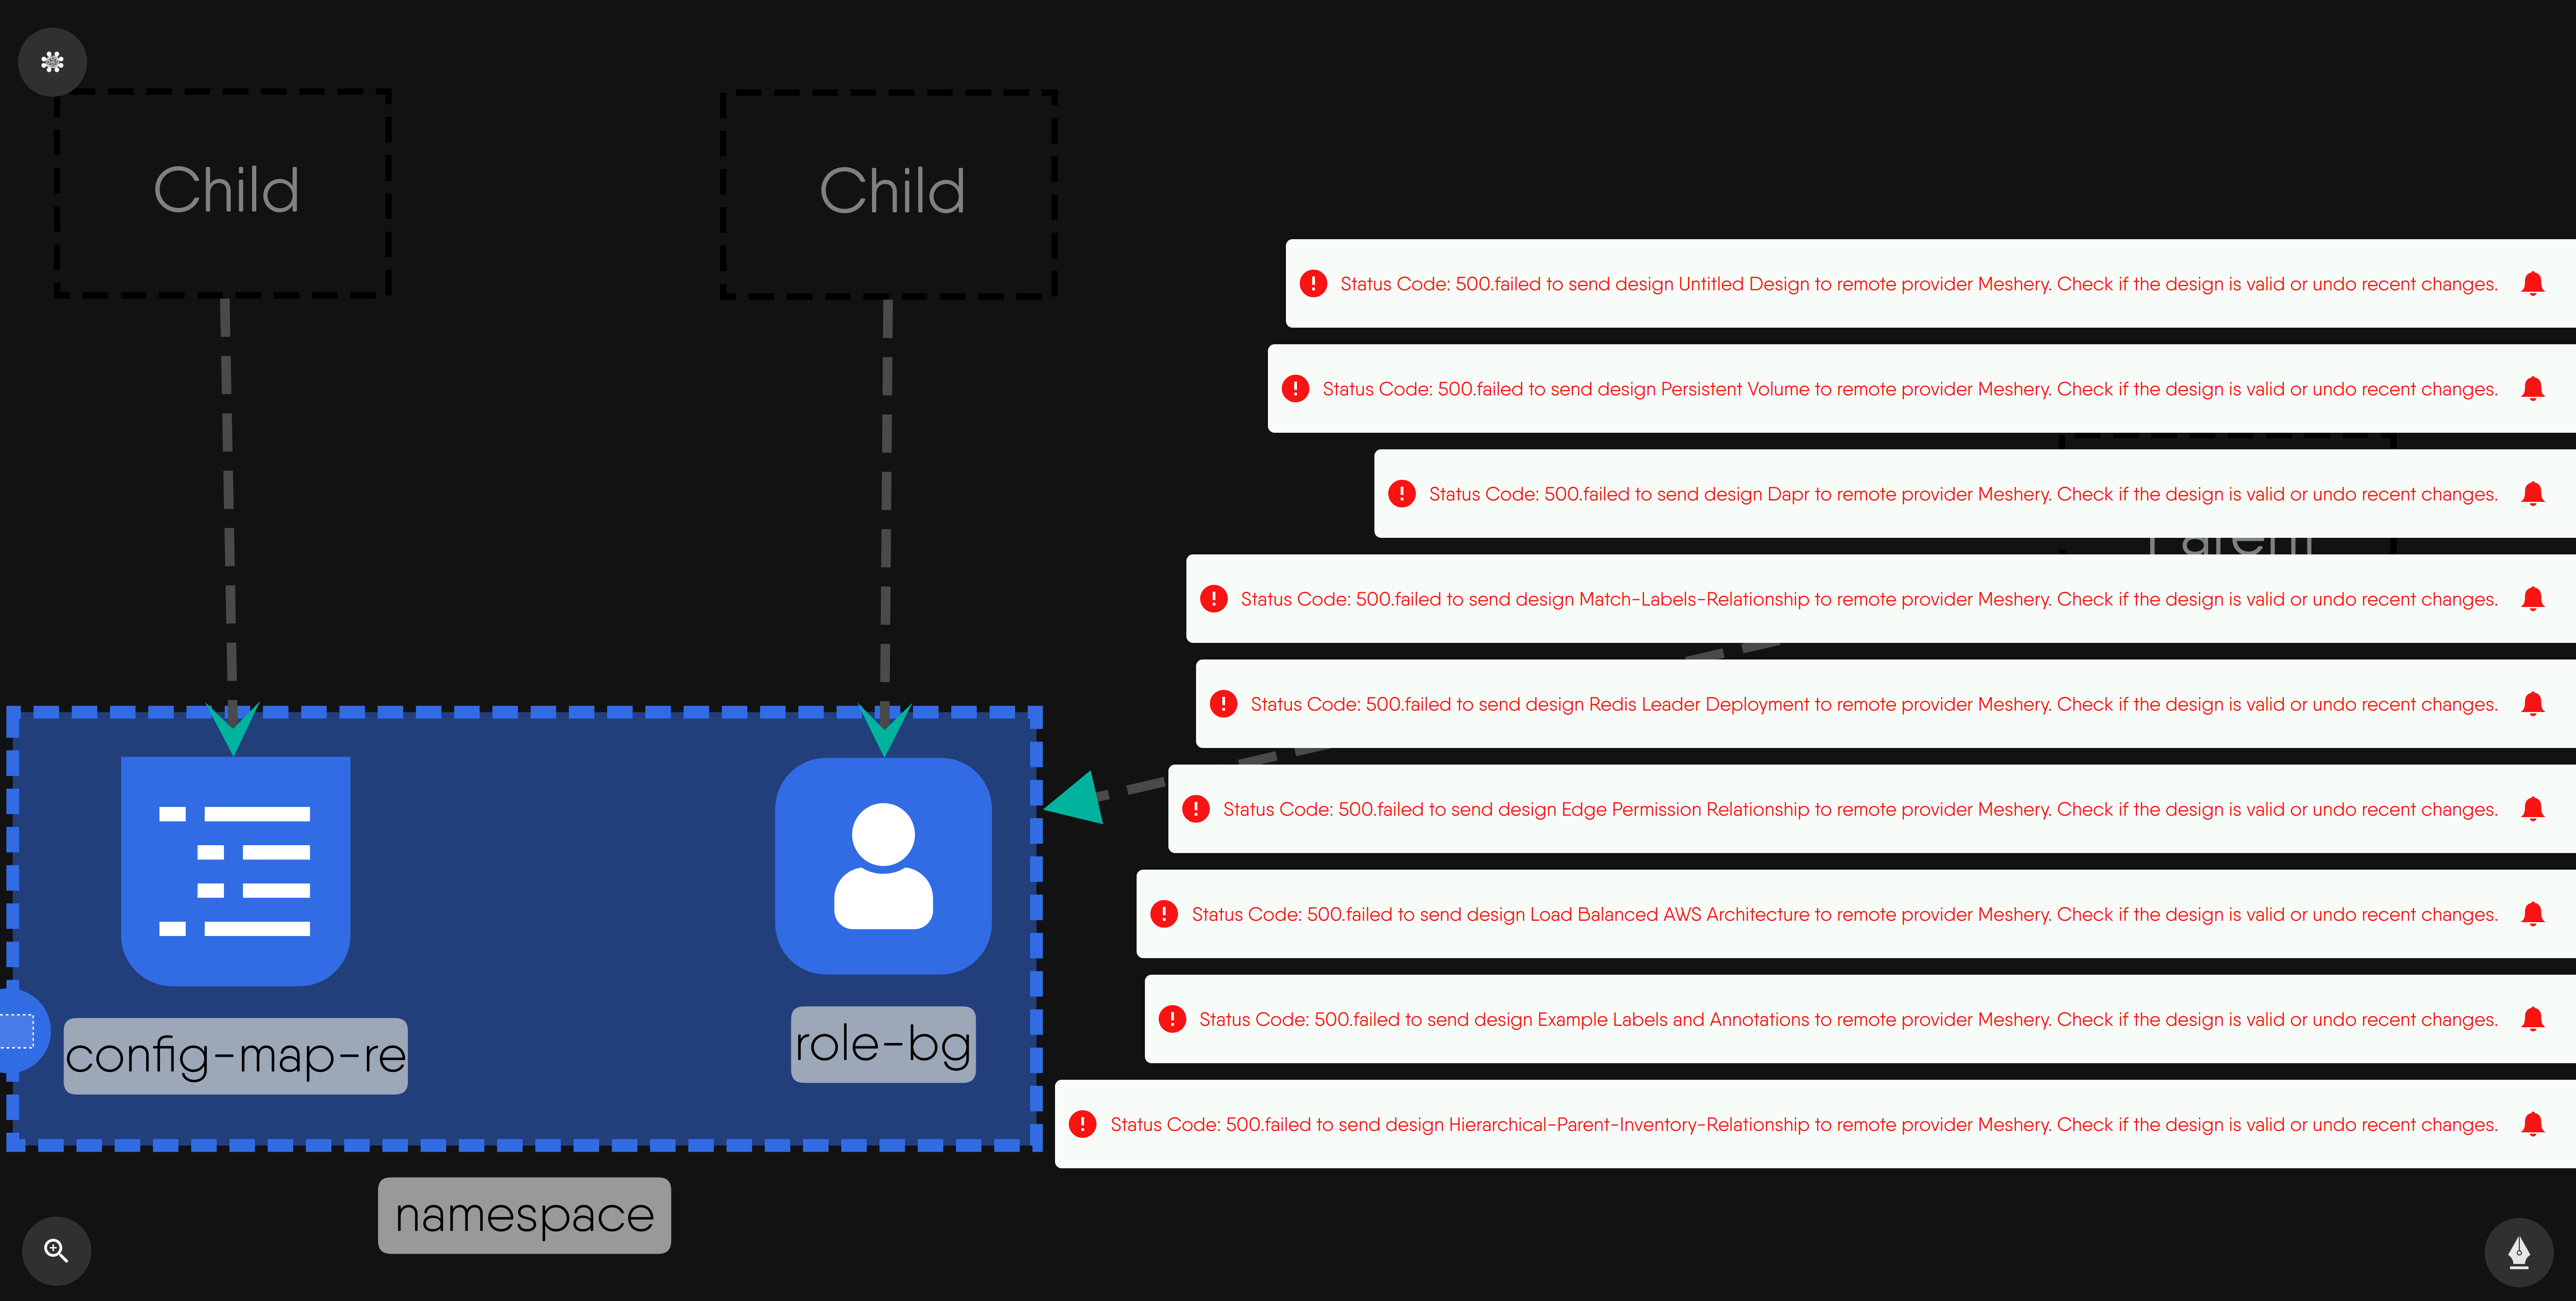 Child
Child
Status Code: 500.failed to send design Untitled Design to remote provider Meshery. Check if the design is valid or undo recent changes.
Status Code: 500.failed to send design Persistent Volume to remote provider Meshery. Check if the design is valid or undo recent changes.
Status Code: 500.failed to send design Dapr to remote provider Meshery. Check if the design is valid or undo recent changes.
Parent
Status Code: 500.failed to send design Match-Labels-Relationship to remote provider Meshery. Check if the design is valid or undo recent changes.
Status Code: 500.failed to send design Redis Leader Deployment to remote provider Meshery. Check if the design is valid or undo recent changes.
Status Code: 500.failed to send design Edge Permission Relationship to remote provider Meshery. Check if the design is valid or undo recent changes.
Status Code: 500.failed to send design Load Balanced AWS Architecture to remote provider Meshery. Check if the design is valid or undo recent changes.
Status Code: 500.failed to send design Example Labels and Annotations to remote provider Meshery. Check if the design is valid or undo recent changes.
Status Code: 500.failed to send design Hierarchical-Parent-Inventory-Relationship to remote provider Meshery. Check if the design is valid or undo recent changes.
config-map-re
role-bg
namespace